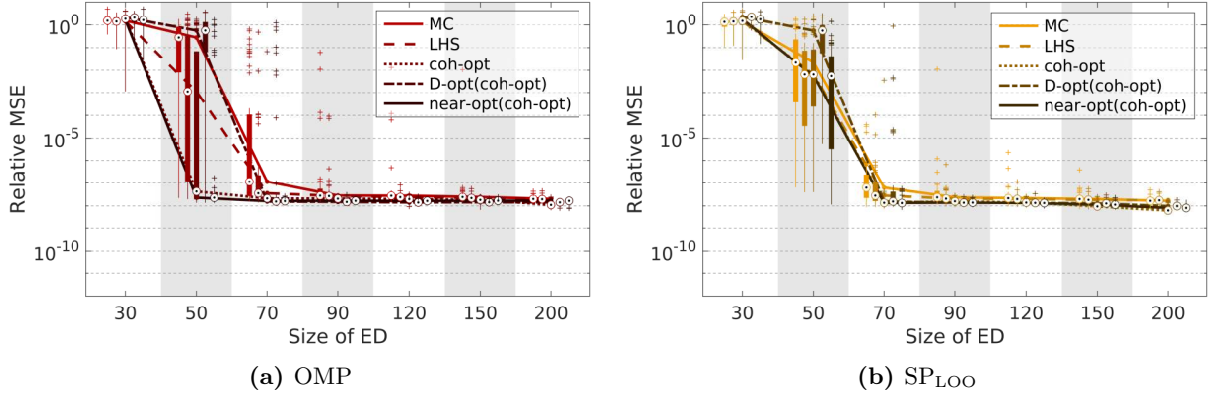 Relative MSE
10^0
10^-5
10^-10
MC
LHS
coh-opt
D-opt(coh-opt)
near-opt(coh-opt)
30 50 70 90 120 150 200
Size of ED
(a) OMP
Relative MSE
10^0
10^-5
10^-10
MC
LHS
coh-opt
D-opt(coh-opt)
near-opt(coh-opt)
30 50 70 90 120 150 200
Size of ED
(b) SP_LOO